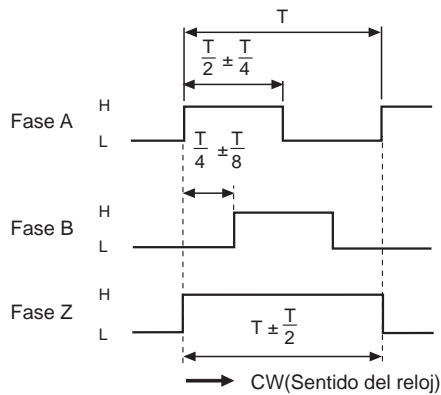 T
T/2 ± T/4
Fase A
H
L
T/4 ± T/8
Fase B
H
L
Fase Z
H
L
T ± T/2
CW(Sentido del reloj)